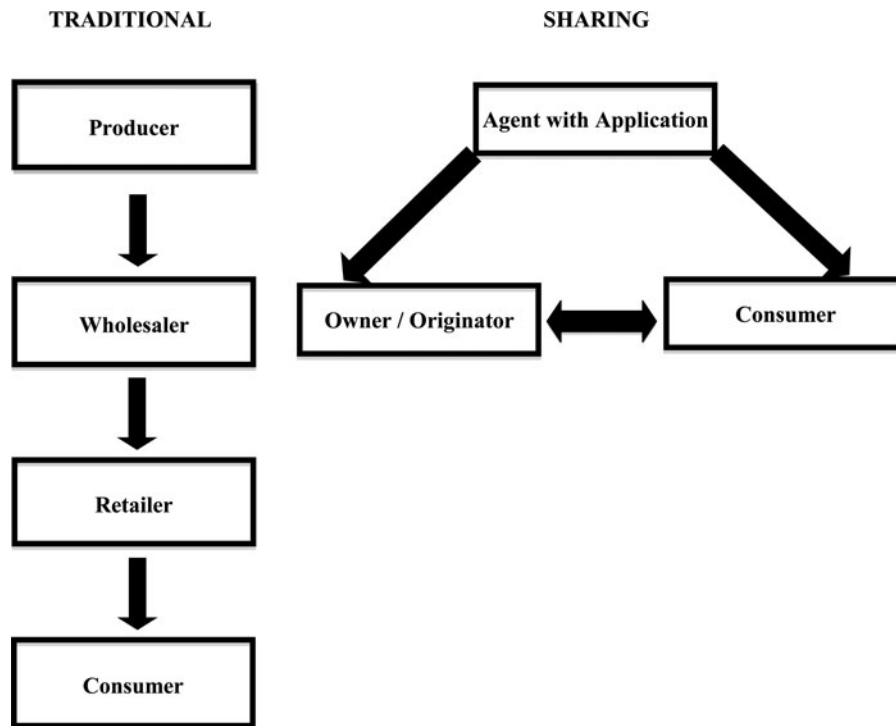 TRADITIONAL
Producer
Wholesaler
Retailer
Consumer
SHARING
Agent with Application
Owner / Originator
Consumer